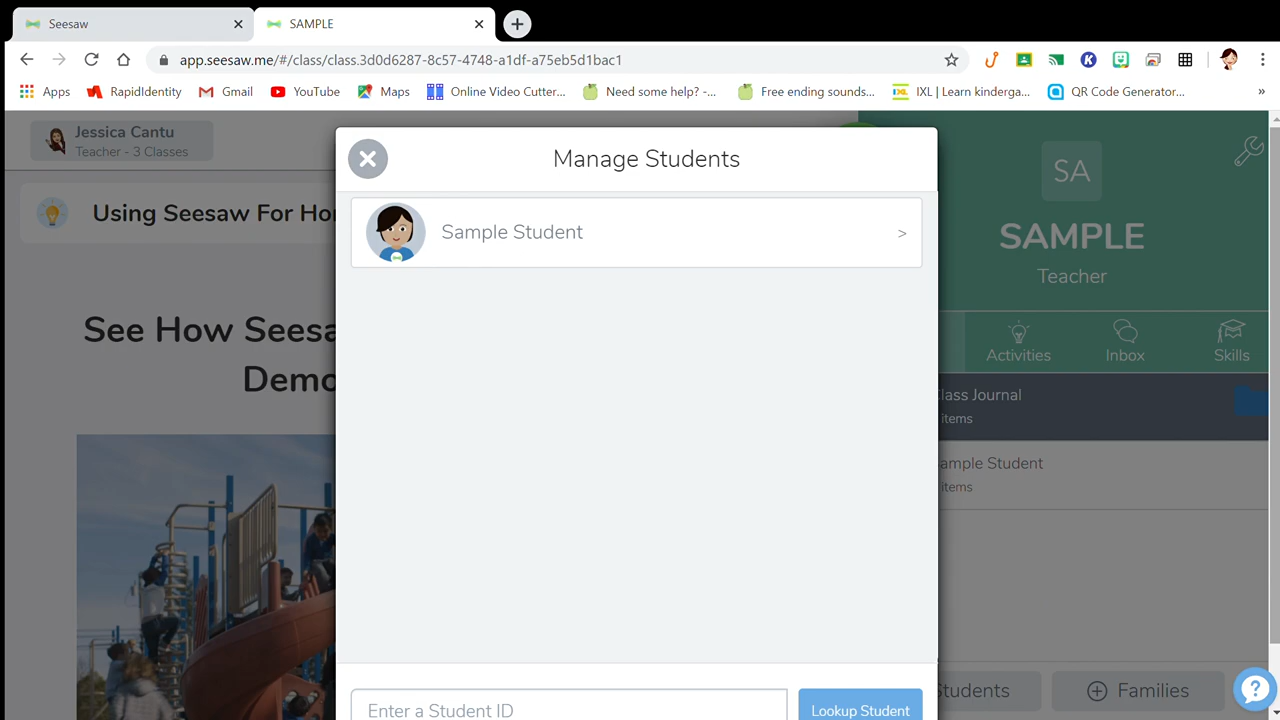 Seesaw
SAMPLE
app.seesaw.me/#/class/class.3d0d6287-8c57-4748-a1df-a75eb5d1bac1
Apps
RapidIdentity
Gmail
YouTube
Maps
Online Video Cutter...
Need some help? -...
Free ending sounds...
IXL | Learn kinderga...
QR Code Generator...
»
Jessica Cantu
Teacher - 3 Classes
Using Seesaw For Ho
See How Seesa
Demo
Manage Students
Sample Student
>
Enter a Student ID
Lookup Student
SA
SAMPLE
Teacher
Activities
Inbox
Skills
lass Journal
items
ample Student
items
Students
Families